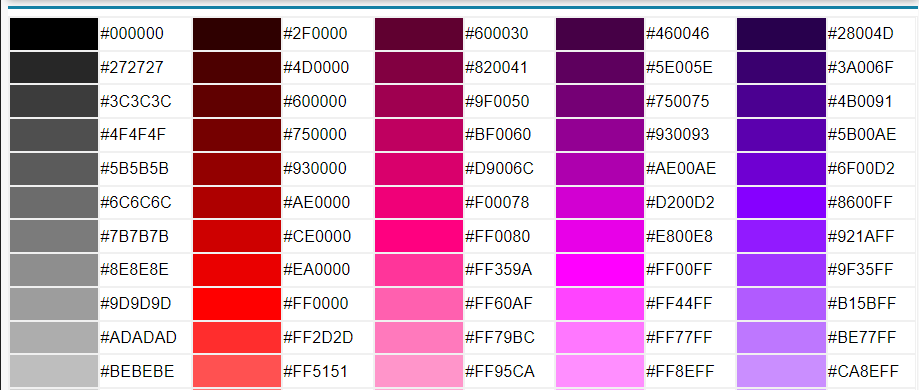 #000000 #2F0000 #600030 #460046 #28004D
#272727 #4D0000 #820041 #5E005E #3A006F
#3C3C3C #600000 #9F0050 #750075 #4B0091
#4F4F4F #750000 #BF0060 #930093 #5B00AE
#5B5B5B #930000 #D9006C #AE00AE #6F00D2
#6C6C6C #AE0000 #F00078 #D200D2 #8600FF
#7B7B7B #CE0000 #FF0080 #E800E8 #921AFF
#8E8E8E #EA0000 #FF359A #FF00FF #9F35FF
#9D9D9D #FF0000 #FF60AF #FF44FF #B15BFF
#ADADAD #FF2D2D #FF79BC #FF77FF #BE77FF
#BEBEBE #FF5151 #FF95CA #FF8EFF #CA8EFF